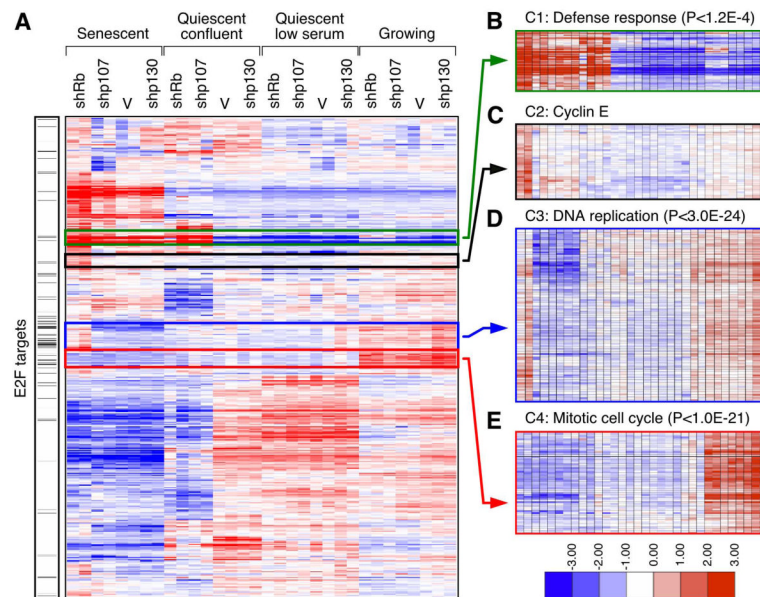 A
Senescent
Quiescent confluent
Quiescent low serum
Growing
shRb
shp107
V
shp130
shRb
shp107
V
shp130
shRb
shp107
V
shp130
shRb
shp107
V
shp130
E2F targets
B
C1: Defense response (P<1.2E-4)
C
C2: Cyclin E
D
C3: DNA replication (P<3.0E-24)
E
C4: Mitotic cell cycle (P<1.0E-21)
-3.00
-2.00
-1.00
0.00
1.00
2.00
3.00